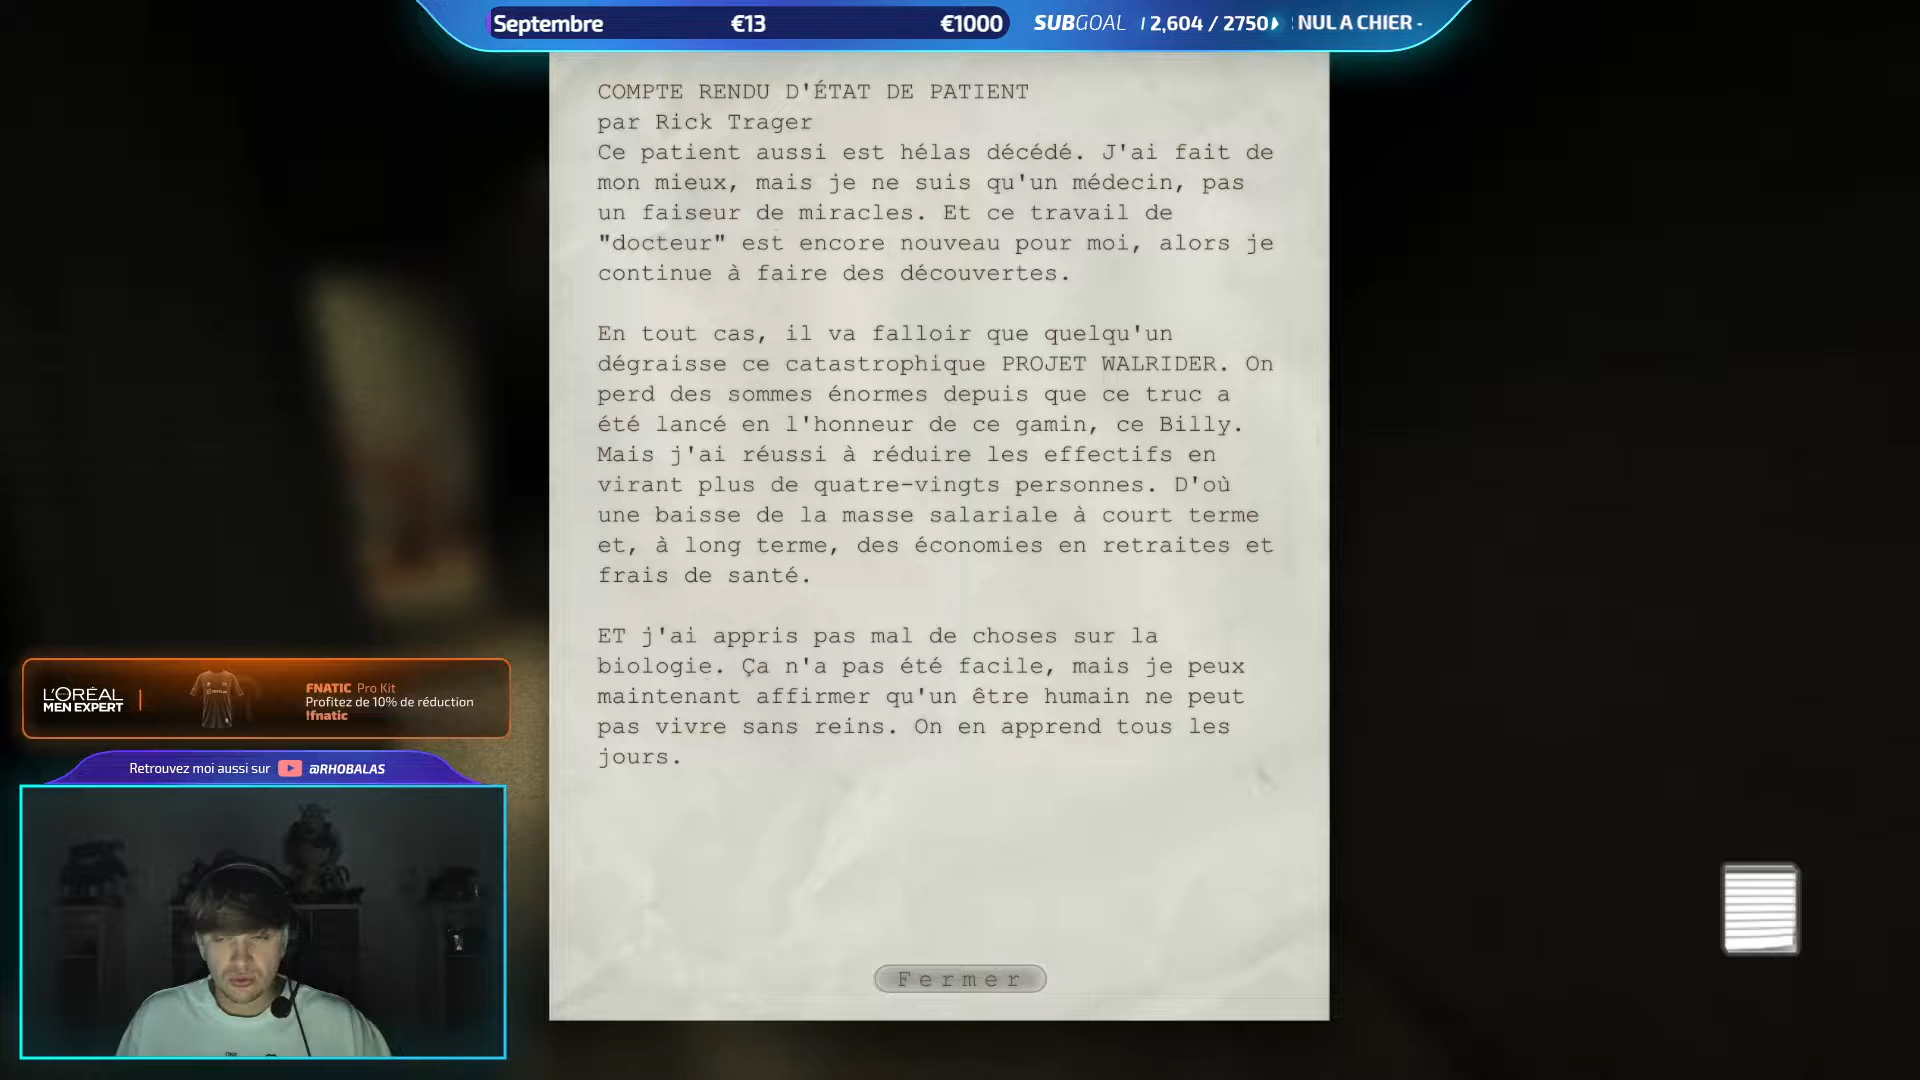 Septembre €13 €1000 SUBGOAL 2,604 / 2750 NUL A CHIER -
COMPTE RENDU D'ÉTAT DE PATIENT
par Rick Trager
Ce patient aussi est hélas décédé. J'ai fait de
mon mieux, mais je ne suis qu'un médecin, pas
un faiseur de miracles. Et ce travail de
"docteur" est encore nouveau pour moi, alors je
continue à faire des découvertes.
En tout cas, il va falloir que quelqu'un
dégraisse ce catastrophique PROJET WALRIDER. On
perd des sommes énormes depuis que ce truc a
été lancé en l'honneur de ce gamin, ce Billy.
Mais j'ai réussi à réduire les effectifs en
virant plus de quatre-vingts personnes. D'où
une baisse de la masse salariale à court terme
et, à long terme, des économies en retraites et
frais de santé.
ET j'ai appris pas mal de choses sur la
biologie. Ça n'a pas été facile, mais je peux
maintenant affirmer qu'un être humain ne peut
pas vivre sans reins. On en apprend tous les
jours.
Fermer
L'ORÉAL
MEN EXPERT
FNATIC Pro Kit
Profitez de 10% de réduction
!fnatic
Retrouvez moi aussi sur @RHOBALAS